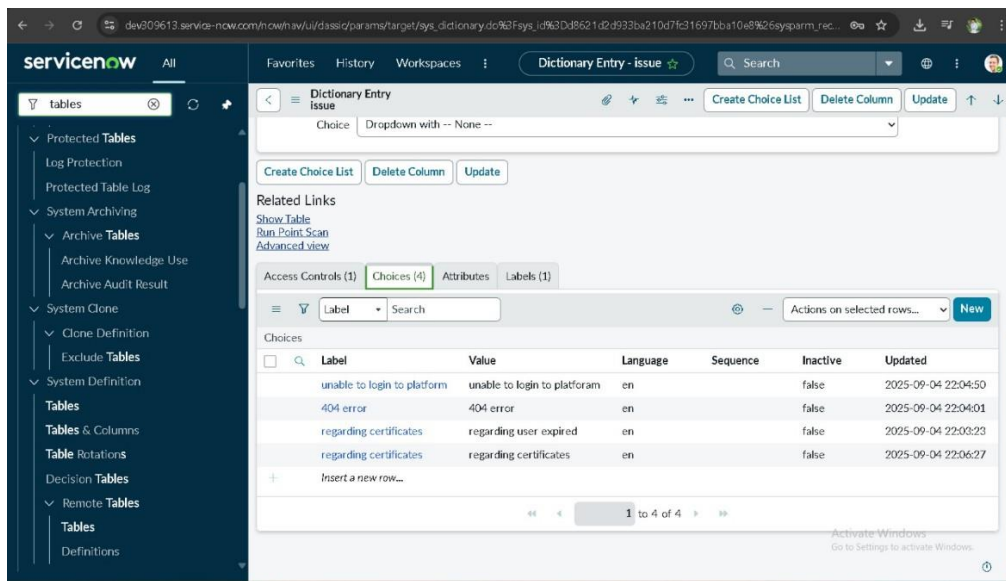 dev309613.service-now.com/now/nav/ui/classic/params/target/sys_dictionary.do%3Fsys_id%3Dd8621d2d933ba210d7fc31697bba10e8%26sysparm_rec...
servicenow All Favorites History Workspaces Dictionary Entry - issue Search
tables
Protected Tables
Log Protection
Protected Table Log
System Archiving
Archive Tables
Archive Knowledge Use
Archive Audit Result
System Clone
Clone Definition
Exclude Tables
System Definition
Tables
Tables & Columns
Table Rotations
Decision Tables
Remote Tables
Tables
Definitions
Dictionary Entry
issue
Create Choice List Delete Column Update
Choice Dropdown with -- None --
Create Choice List Delete Column Update
Related Links
Show Table
Run Point Scan
Advanced view
Access Controls (1) Choices (4) Attributes Labels (1)
Label Search Actions on selected rows... New
Choices
Label Value Language Sequence Inactive Updated
unable to login to platform unable to login to platforam en false 2025-09-04 22:04:50
404 error 404 error en false 2025-09-04 22:04:01
regarding certificates regarding user expired en false 2025-09-04 22:03:23
regarding certificates regarding certificates en false 2025-09-04 22:06:27
Insert a new row...
1 to 4 of 4
Activate Windows
Go to Settings to activate Windows.